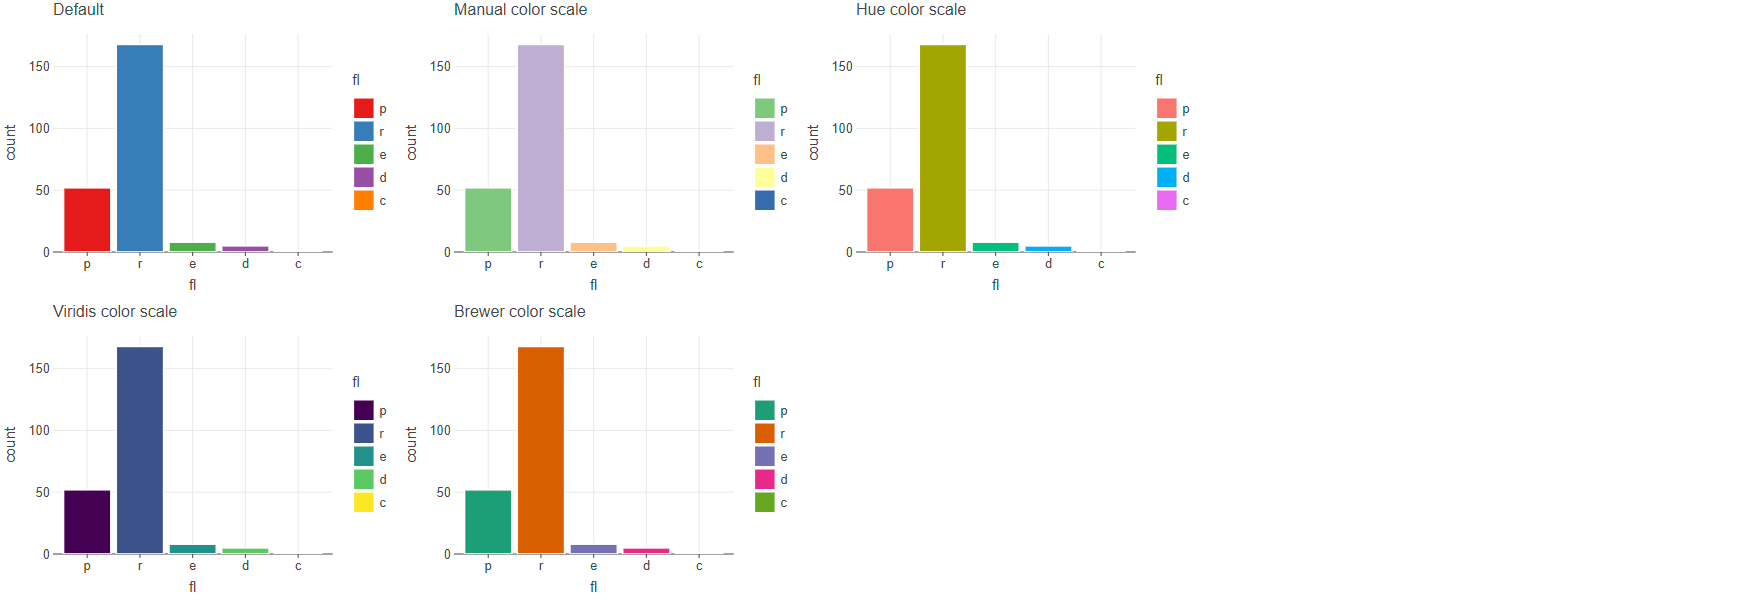 Default
fl
150
100
50
0
count
p r e d c
fl
p
r
e
d
c
Manual color scale
fl
150
100
50
0
count
p r e d c
fl
p
r
e
d
c
Hue color scale
fl
150
100
50
0
count
p r e d c
fl
p
r
e
d
c
Viridis color scale
fl
150
100
50
0
count
p r e d c
fl
p
r
e
d
c
Brewer color scale
fl
150
100
50
0
count
p r e d c
fl
p
r
e
d
c